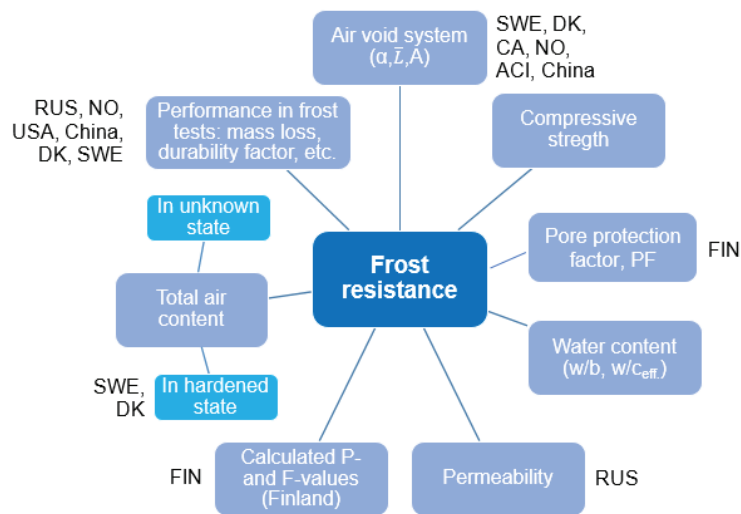 Air void system
(α,L̅,A)
SWE, DK,
CA, NO,
ACI, China
RUS, NO,
USA, China,
DK, SWE
Performance in frost
tests: mass loss,
durability factor, etc.
Compressive
stregth
In unknown
state
Frost
resistance
Pore protection
factor, PF
FIN
Total air
content
Water content
(w/b, w/c eff.)
SWE,
DK
In hardened
state
FIN
Calculated P-
and F-values
(Finland)
Permeability
RUS